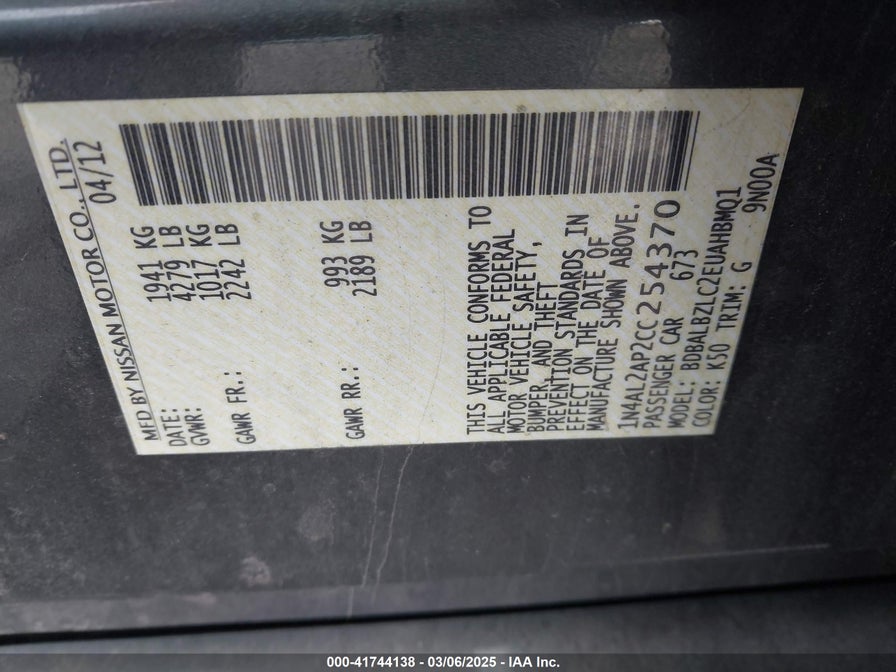 MFD BY NISSAN MOTOR CO., LTD.
DATE: 04/12
GVWR: 1941 KG
4279 LB
GAWR FR.: 1017 KG
2242 LB
GAWR RR.: 993 KG
2189 LB
THIS VEHICLE CONFORMS TO
ALL APPLICABLE FEDERAL
MOTOR VEHICLE SAFETY,
BUMPER, AND THEFT
PREVENTION STANDARDS IN
EFFECT ON THE DATE OF
MANUFACTURE SHOWN ABOVE.
1N4AL2AP2CC254370
PASSENGER CAR 673
MODEL: BDBALBZLC2EUAHBMQ1
COLOR: K50 TRIM: G 9N00A
000-41744138 - 03/06/2025 - IAA Inc.